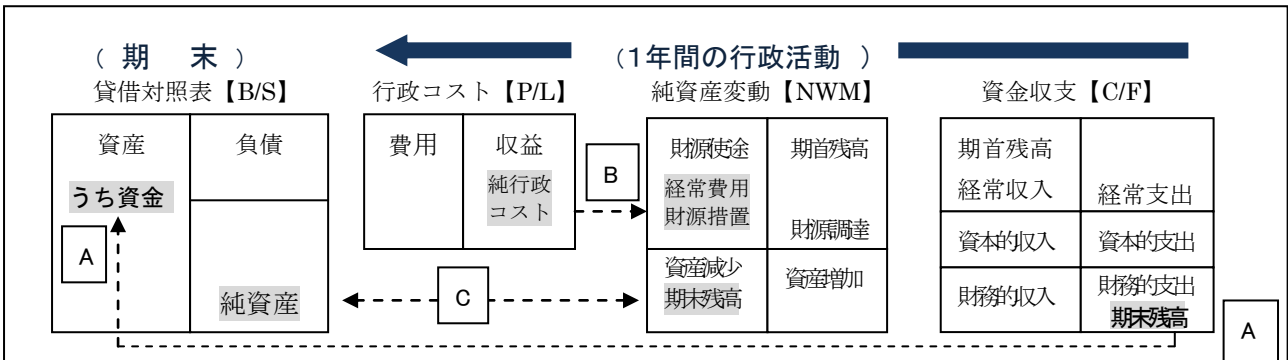 （ 期　末 ）
（1年間の行政活動 ）
貸借対照表【B/S】
行政コスト【P/L】
純資産変動【NWM】
資金収支【C/F】
資産
うち資金
A
負債
純資産
費用
収益
純行政
コスト
B
C
財源使途
経常費用
財源措置
期首残高
財源調達
資産減少
期末残高
資産増加
期首残高
経常収入
経常支出
資本的収入
資本的支出
財務的収入
財務的支出
期末残高
A